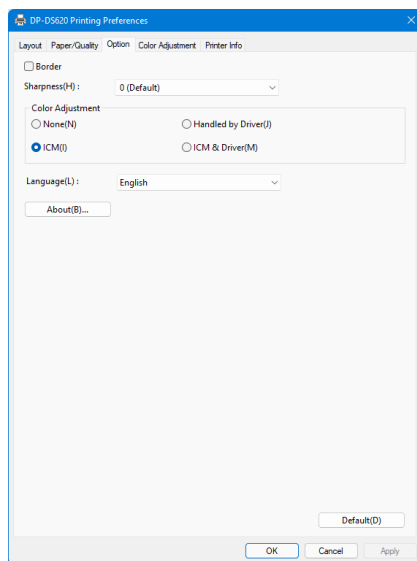 DP-DS620 Printing Preferences
Layout Paper/Quality Option Color Adjustment Printer Info
Border
Sharpness(H) : 0 (Default)
Color Adjustment
None(N) Handled by Driver(J)
ICM(I) ICM & Driver(M)
Language(L) : English
About(B)...
Default(D)
OK Cancel Apply